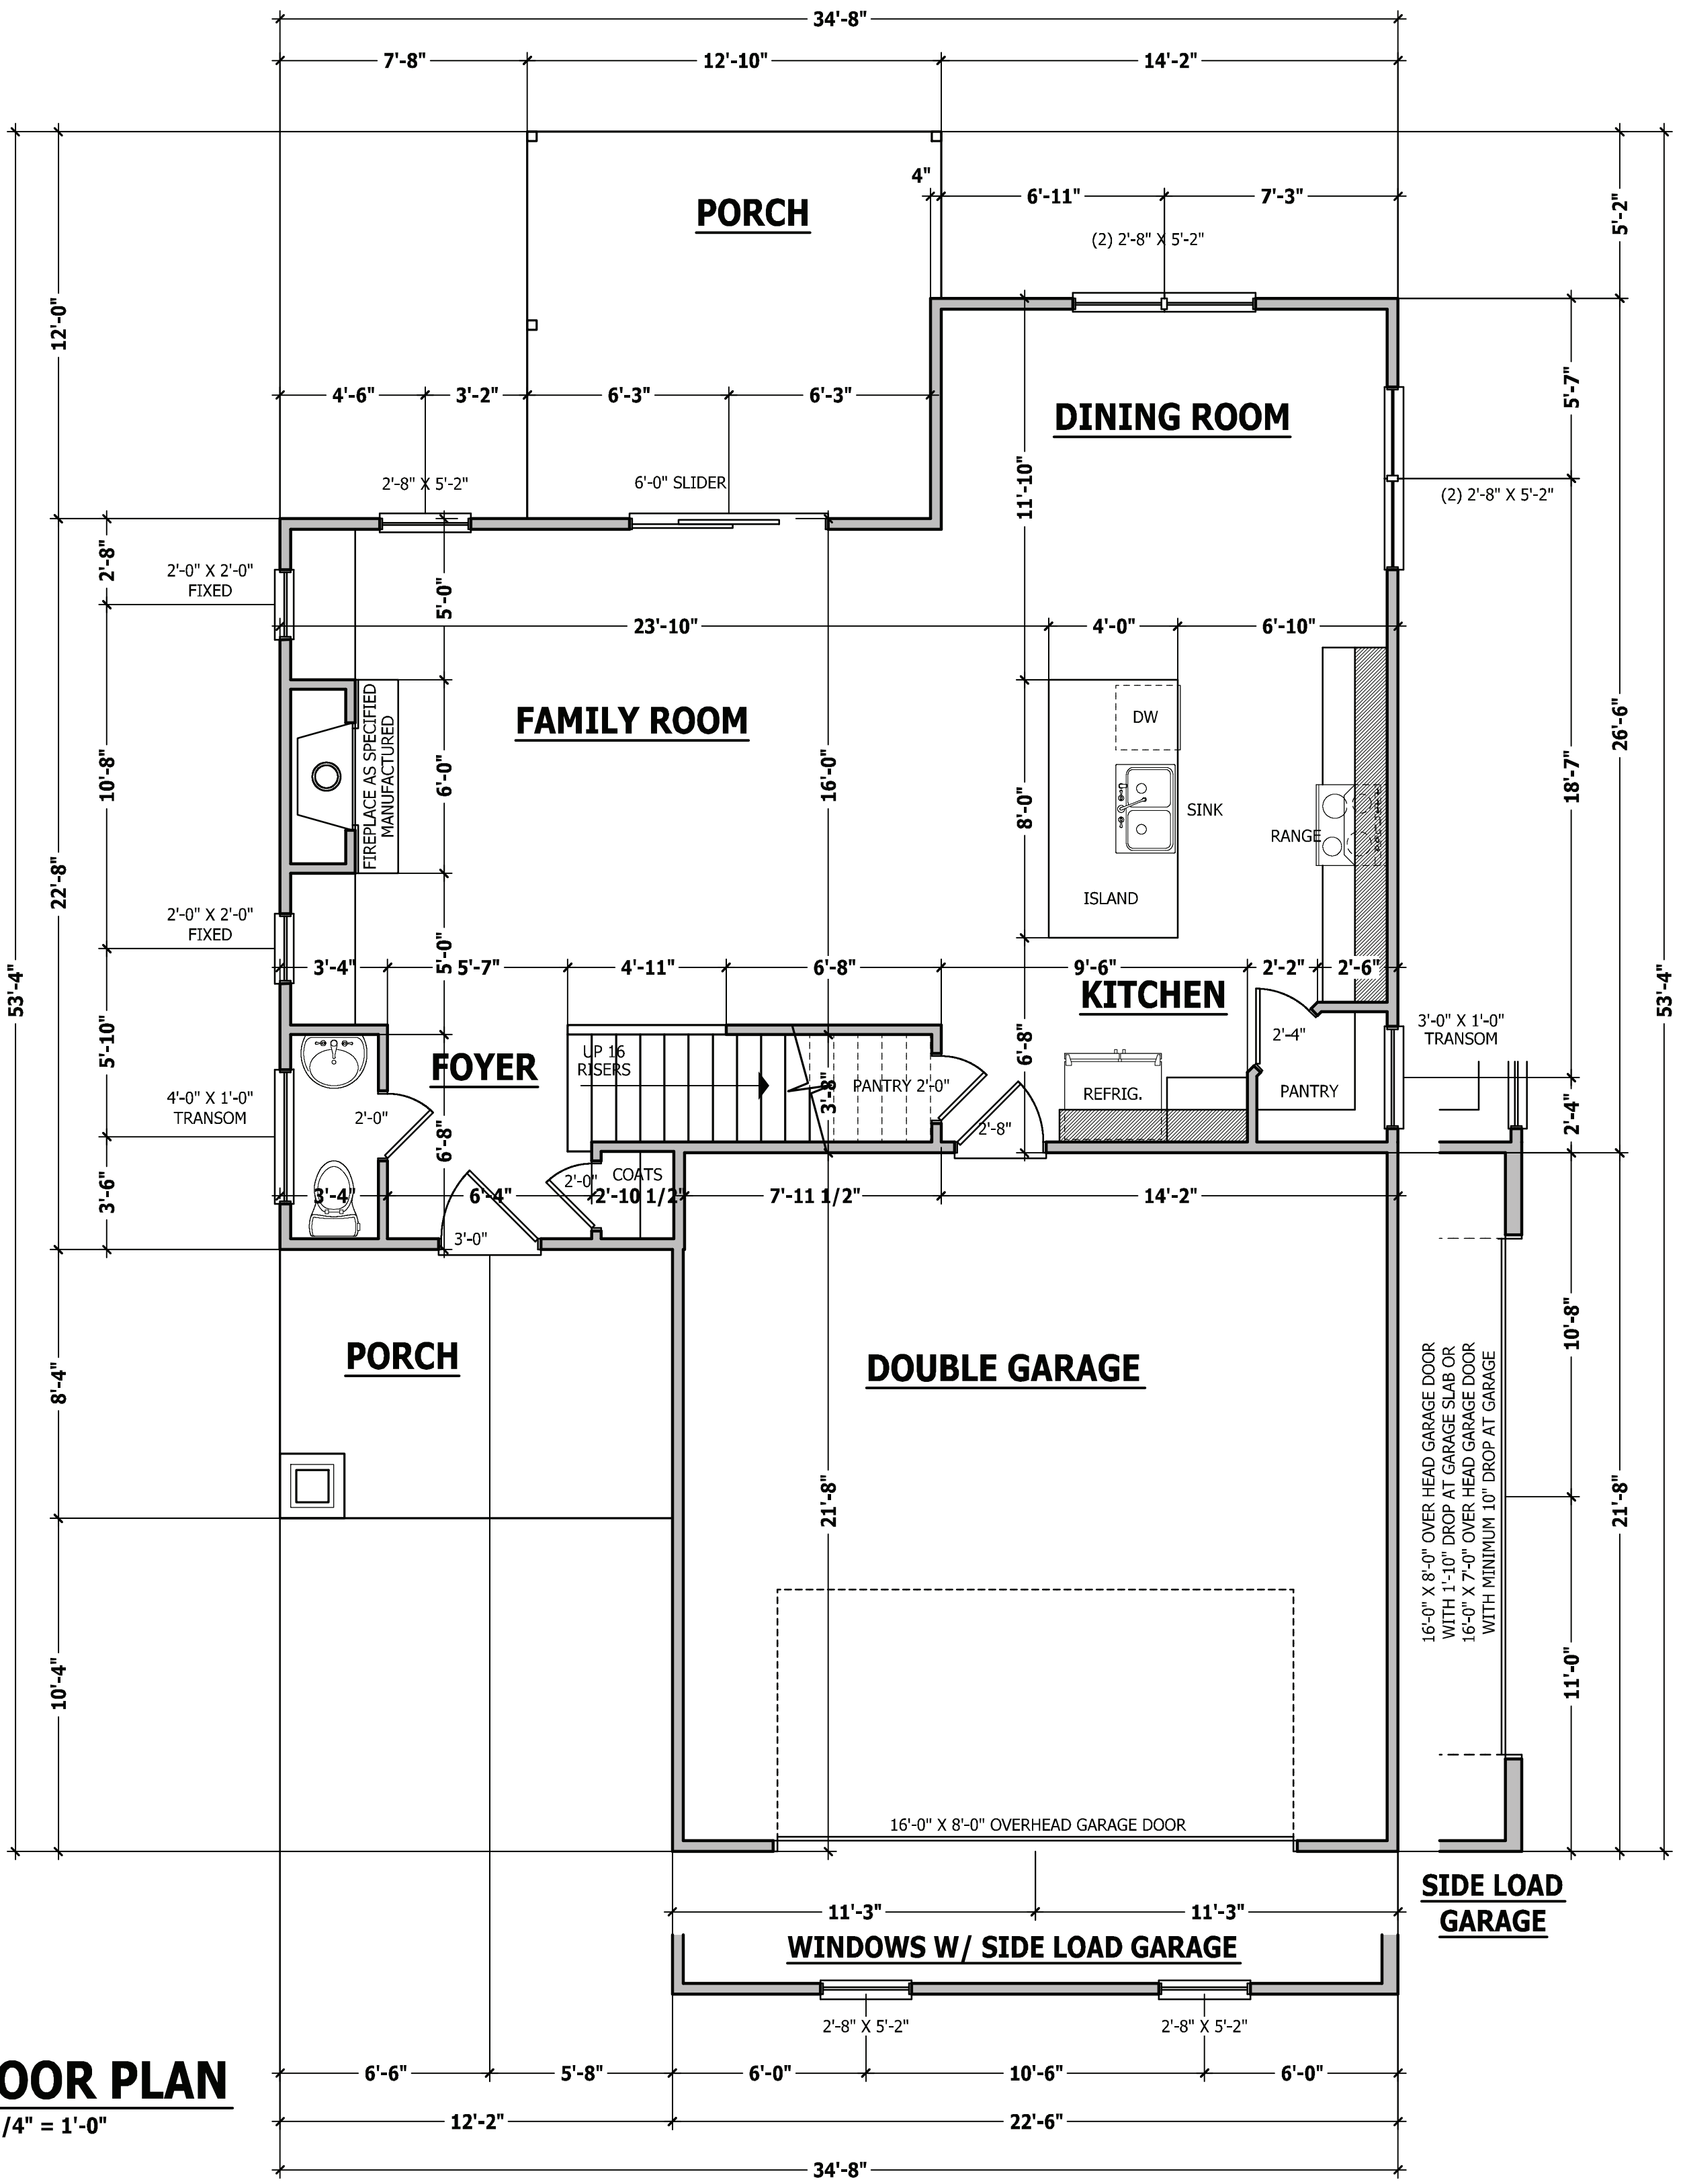 34'-8"
7'-8" 12'-10" 14'-2"
PORCH
4"
6'-11" 7'-3"
(2) 2'-8" X 5'-2"
5'-2"
12'-0"
4'-6" 3'-2" 6'-3" 6'-3"
DINING ROOM
5'-7"
2'-8" X 5'-2"
6'-0" SLIDER
11'-10"
(2) 2'-8" X 5'-2"
2'-8"
2'-0" X 2'-0"
FIXED
5'-0"
23'-10" 4'-0" 6'-10"
FAMILY ROOM
FIREPLACE AS SPECIFIED
MANUFACTURED
10'-8"
6'-0"
16'-0"
8'-0"
DW
SINK
RANGE
ISLAND
18'-7"
26'-6"
22'-8"
2'-0" X 2'-0"
FIXED
53'-4"
53'-4"
5'-0"
3'-4" 5'-7" 4'-11" 6'-8" 9'-6" 2'-2" 2'-6"
KITCHEN
5'-10"
FOYER
UP 16
RISERS
3'-8"
PANTRY 2'-0"
6'-8"
REFRIG.
2'-4"
PANTRY
3'-0" X 1'-0"
TRANSOM
2'-4"
4'-0" X 1'-0"
TRANSOM
2'-0"
6'-8"
2'-8"
3'-6"
COATS
2'-0"
3'-4" 6'-4" 2'-10 1/2" 7'-11 1/2" 14'-2"
3'-0"
PORCH
DOUBLE GARAGE
8'-4"
10'-8"
16'-0" X 8'-0" OVER HEAD GARAGE DOOR
WITH 1'-10" DROP AT GARAGE SLAB OR
16'-0" X 7'-0" OVER HEAD GARAGE DOOR
WITH MINIMUM 10" DROP AT GARAGE
21'-8"
21'-8"
10'-4"
11'-0"
16'-0" X 8'-0" OVERHEAD GARAGE DOOR
SIDE LOAD
GARAGE
11'-3" 11'-3"
WINDOWS W/ SIDE LOAD GARAGE
2'-8" X 5'-2" 2'-8" X 5'-2"
6'-6" 5'-8" 6'-0" 10'-6" 6'-0"
OOR PLAN
/4" = 1'-0"
12'-2" 22'-6"
34'-8"